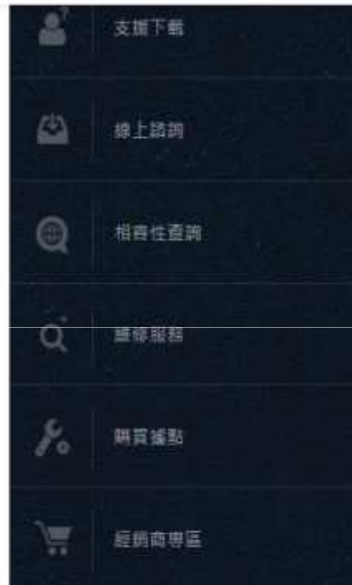 支援下載
線上諮詢
相容性查詢
維修服務
購買據點
經銷商專區